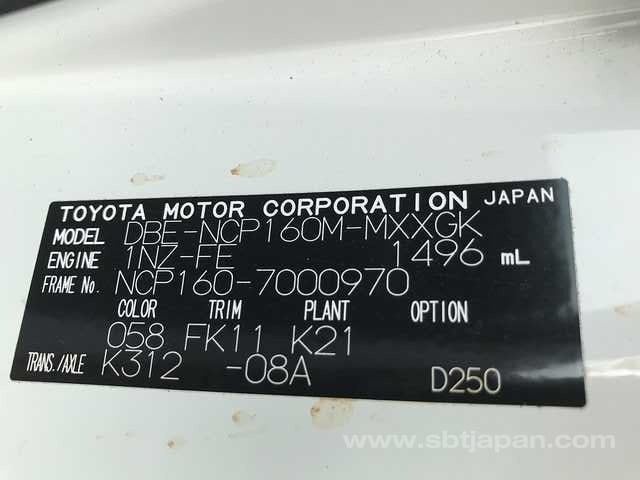 TOYOTA MOTOR CORPORATION JAPAN
MODEL DBE-NCP160M-MXXGK
ENGINE 1NZ-FE 1496 mL
FRAME No. NCP160-7000970
COLOR TRIM PLANT OPTION
058 FK11 K21
TRANS./AXLE K312 -08A D250
www.sbtjapan.com